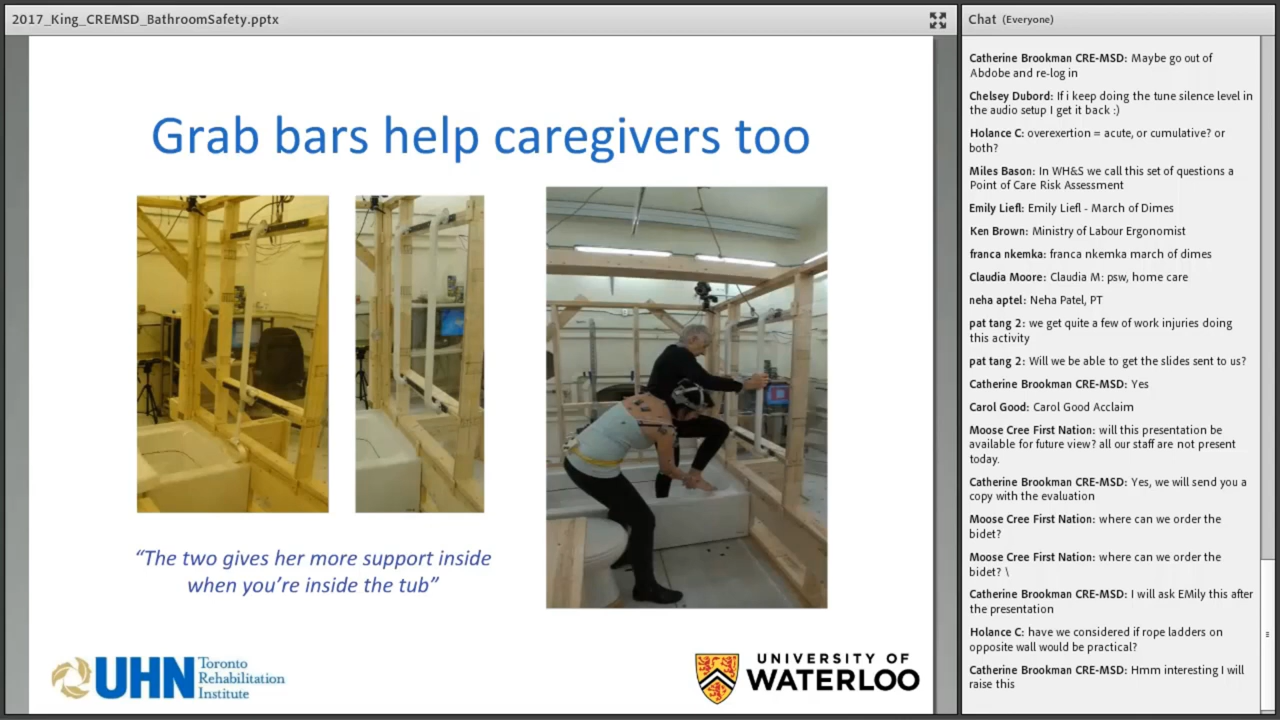 2017_King_CREMSD_BathroomSafety.pptx
Grab bars help caregivers too
“The two gives her more support inside
when you’re inside the tub”
UHN
Toronto
Rehabilitation
Institute
UNIVERSITY OF
WATERLOO
Chat (Everyone)
Catherine Brookman CRE-MSD: Maybe go out of
Abdobe and re-log in
Chelsey Dubord: If i keep doing the tune silence level in
the audio setup I get it back :)
Holance C: overexertion = acute, or cumulative? or
both?
Miles Bason: In WH&S we call this set of questions a
Point of Care Risk Assessment
Emily Liefl: Emily Liefl - March of Dimes
Ken Brown: Ministry of Labour Ergonomist
franca nkemka: franca nkemka march of dimes
Claudia Moore: Claudia M: psw, home care
neha aptel: Neha Patel, PT
pat tang 2: we get quite a few of work injuries doing
this activity
pat tang 2: Will we be able to get the slides sent to us?
Catherine Brookman CRE-MSD: Yes
Carol Good: Carol Good Acclaim
Moose Cree First Nation: will this presentation be
available for future view? all our staff are not present
today.
Catherine Brookman CRE-MSD: Yes, we will send you a
copy with the evaluation
Moose Cree First Nation: where can we order the
bidet?
Moose Cree First Nation: where can we order the
bidet? \
Catherine Brookman CRE-MSD: I will ask EMily this after
the presentation
Holance C: have we considered if rope ladders on
opposite wall would be practical?
Catherine Brookman CRE-MSD: Hmm interesting I will
raise this